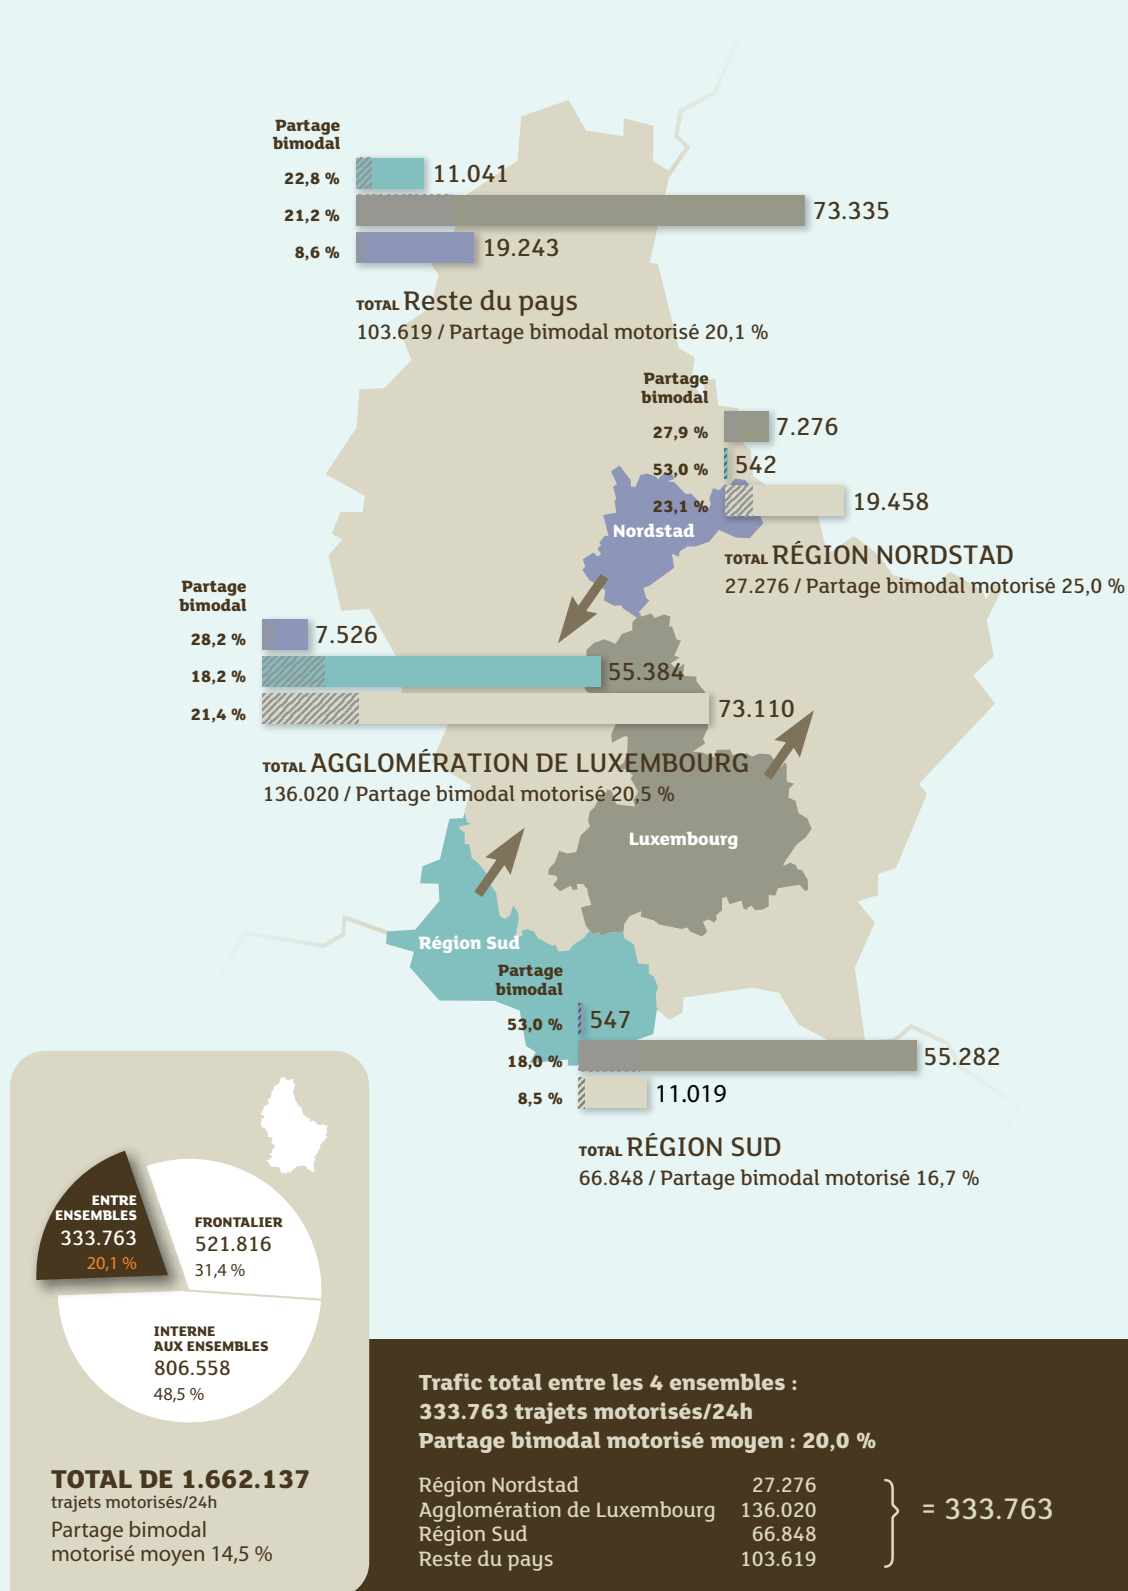 Partage
bimodal
22,8 % 11.041
21,2 % 73.335
8,6 % 19.243
TOTAL Reste du pays
103.619 / Partage bimodal motorisé 20,1 %
Partage
bimodal
27,9 % 7.276
53,0 % 542
23,1 % 19.458
Nordstad
TOTAL RÉGION NORDSTAD
27.276 / Partage bimodal motorisé 25,0 %
Partage
bimodal
28,2 % 7.526
18,2 % 55.384
21,4 % 73.110
TOTAL AGGLOMÉRATION DE LUXEMBOURG
136.020 / Partage bimodal motorisé 20,5 %
Luxembourg
Région Sud
Partage
bimodal
53,0 % 547
18,0 % 55.282
8,5 % 11.019
TOTAL RÉGION SUD
66.848 / Partage bimodal motorisé 16,7 %
ENTRE
ENSEMBLES
333.763
20,1 %
FRONTALIER
521.816
31,4 %
INTERNE
AUX ENSEMBLES
806.558
48,5 %
TOTAL DE 1.662.137
trajets motorisés/24h
Partage bimodal
motorisé moyen 14,5 %
Trafic total entre les 4 ensembles :
333.763 trajets motorisés/24h
Partage bimodal motorisé moyen : 20,0 %
Région Nordstad 27.276
Agglomération de Luxembourg 136.020
Région Sud 66.848
Reste du pays 103.619
= 333.763